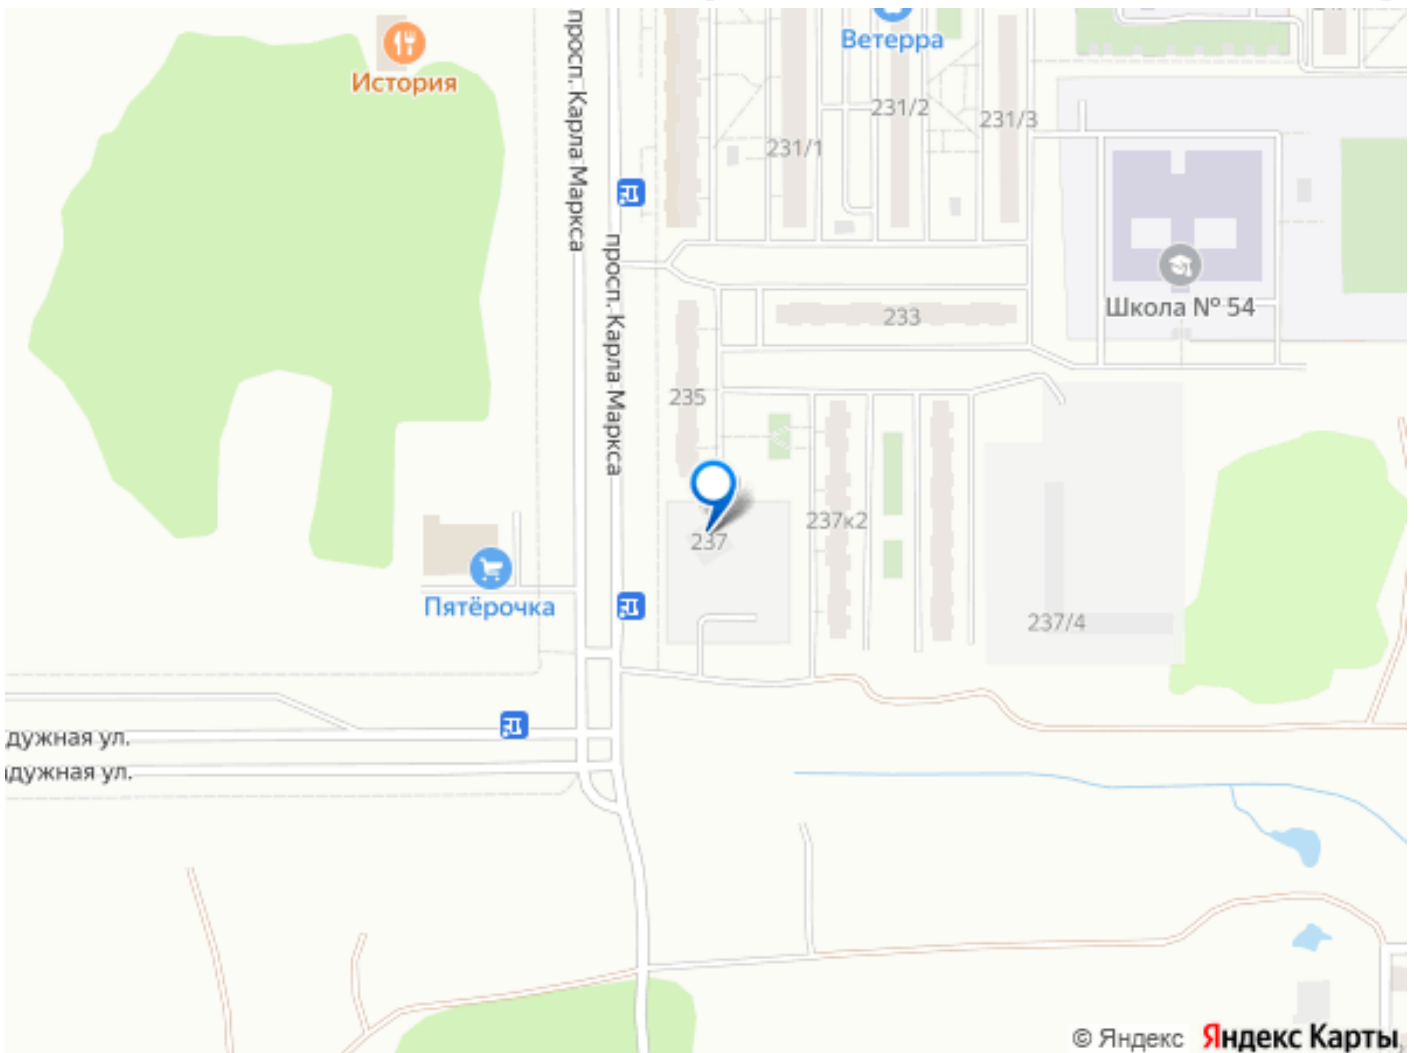 История
просп. Карла Маркса
Ветерра
231/1
231/2
231/3
просп. Карла Маркса
Школа № 54
233
235
237
237к2
237/4
Пятёрочка
дужная ул.
дужная ул.
© Яндекс Яндекс Карты